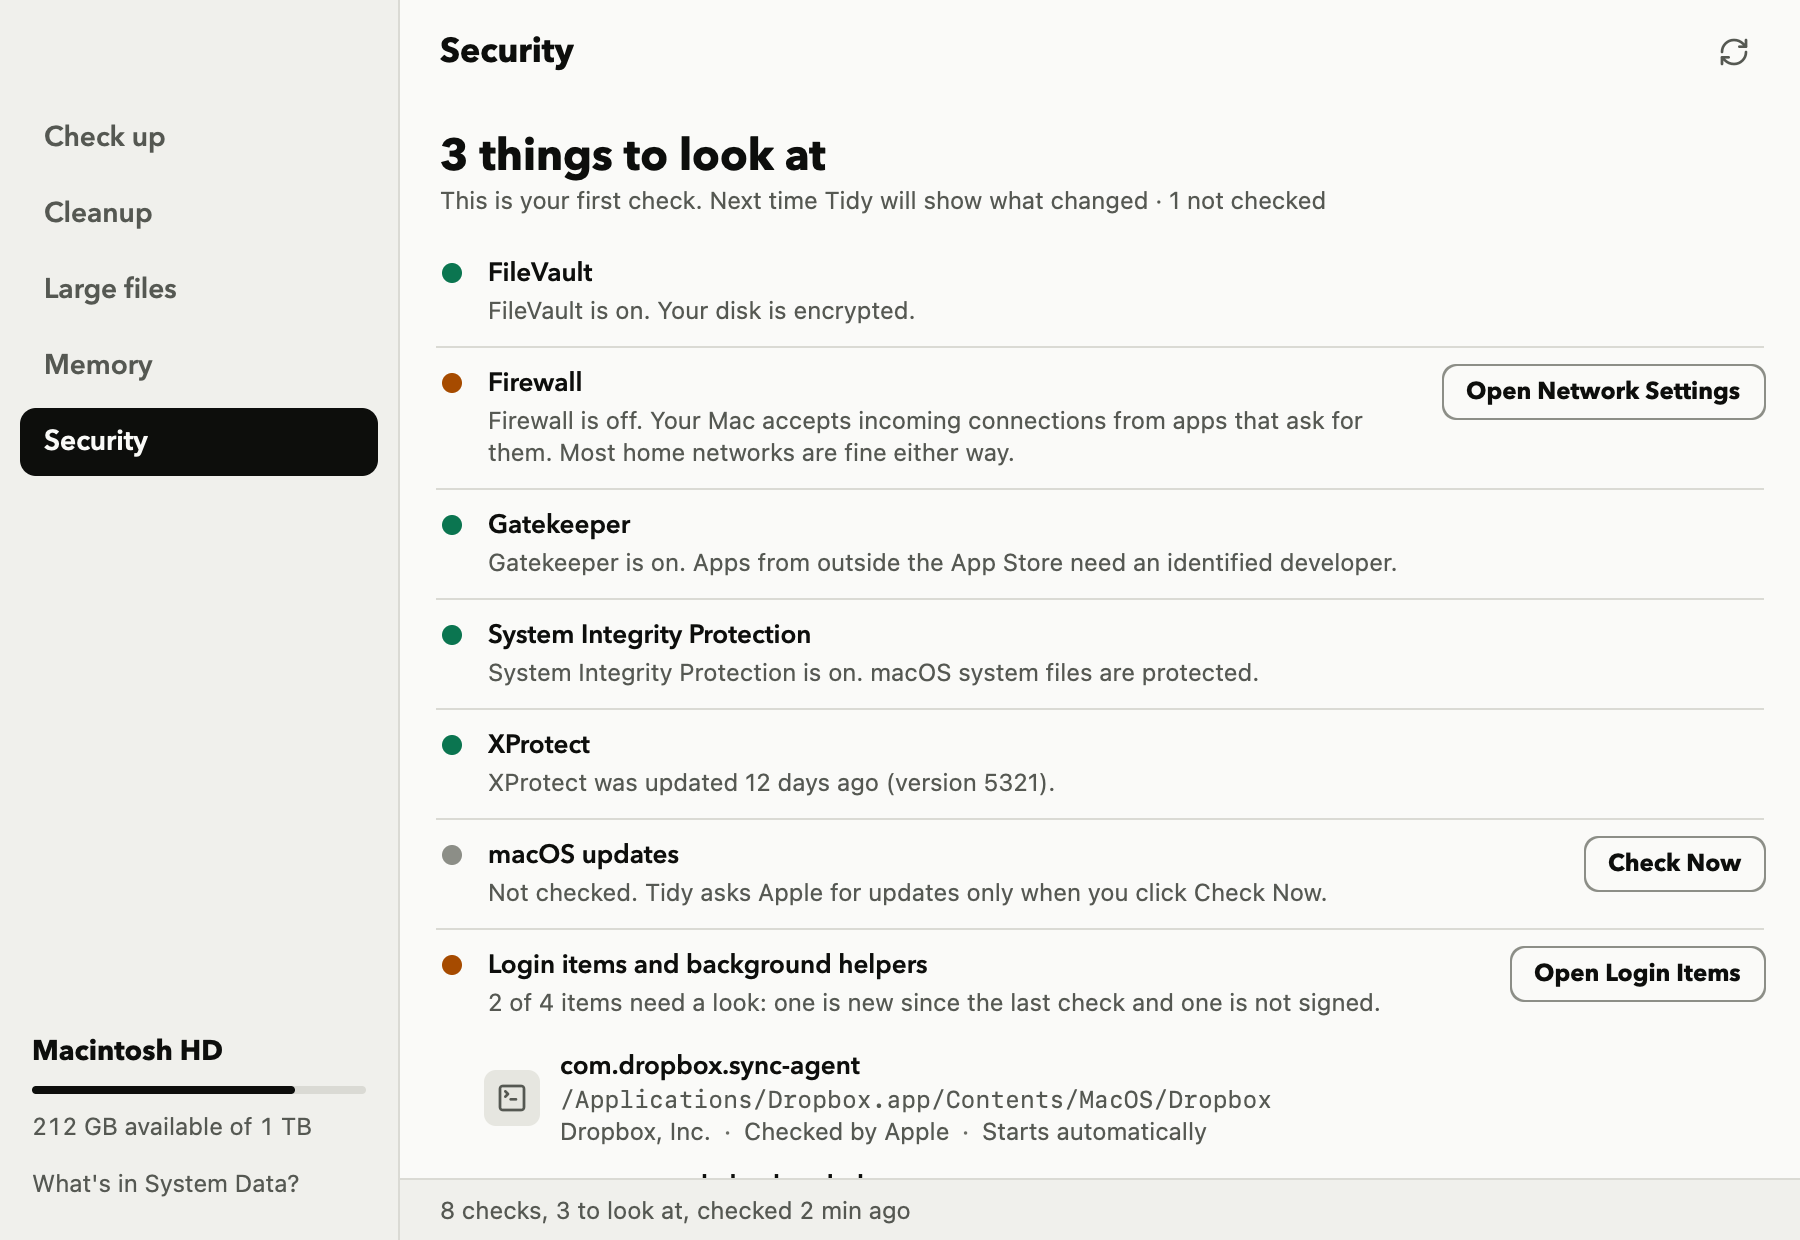 Security
Check up
Cleanup
Large files
Memory
Security
3 things to look at
This is your first check. Next time Tidy will show what changed · 1 not checked
FileVault
FileVault is on. Your disk is encrypted.
Firewall
Open Network Settings
Firewall is off. Your Mac accepts incoming connections from apps that ask for
them. Most home networks are fine either way.
Gatekeeper
Gatekeeper is on. Apps from outside the App Store need an identified developer.
System Integrity Protection
System Integrity Protection is on. macOS system files are protected.
XProtect
XProtect was updated 12 days ago (version 5321).
macOS updates
Check Now
Not checked. Tidy asks Apple for updates only when you click Check Now.
Login items and background helpers
Open Login Items
2 of 4 items need a look: one is new since the last check and one is not signed.
com.dropbox.sync-agent
/Applications/Dropbox.app/Contents/MacOS/Dropbox
Dropbox, Inc. · Checked by Apple · Starts automatically
Macintosh HD
212 GB available of 1 TB
What's in System Data?
8 checks, 3 to look at, checked 2 min ago